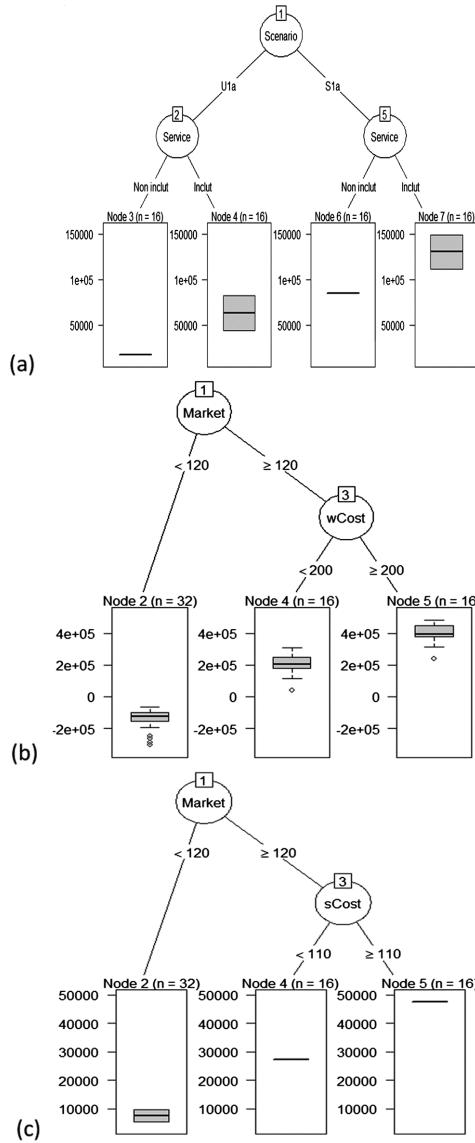 1
Scenario
U1a
S1a
2
Service
5
Service
Non inclut
Inclut
Non inclut
Inclut
Node 3 (n = 16)
Node 4 (n = 16)
Node 6 (n = 16)
Node 7 (n = 16)
150000 150000 150000 150000
1e+05 1e+05 1e+05 1e+05
50000 50000 50000 50000
(a)
1
Market
< 120
≥ 120
3
wCost
< 200
≥ 200
Node 2 (n = 32)
Node 4 (n = 16)
Node 5 (n = 16
4e+05 4e+05 4e+05
2e+05 2e+05 2e+05
0 0 0
-2e+05 -2e+05 -2e+05
(b)
1
Market
< 120
≥ 120
3
sCost
< 110
≥ 110
Node 2 (n = 32)
Node 4 (n = 16)
Node 5 (n = 16)
50000 50000 50000
40000 40000 40000
30000 30000 30000
20000 20000 20000
10000 10000 10000
(c)